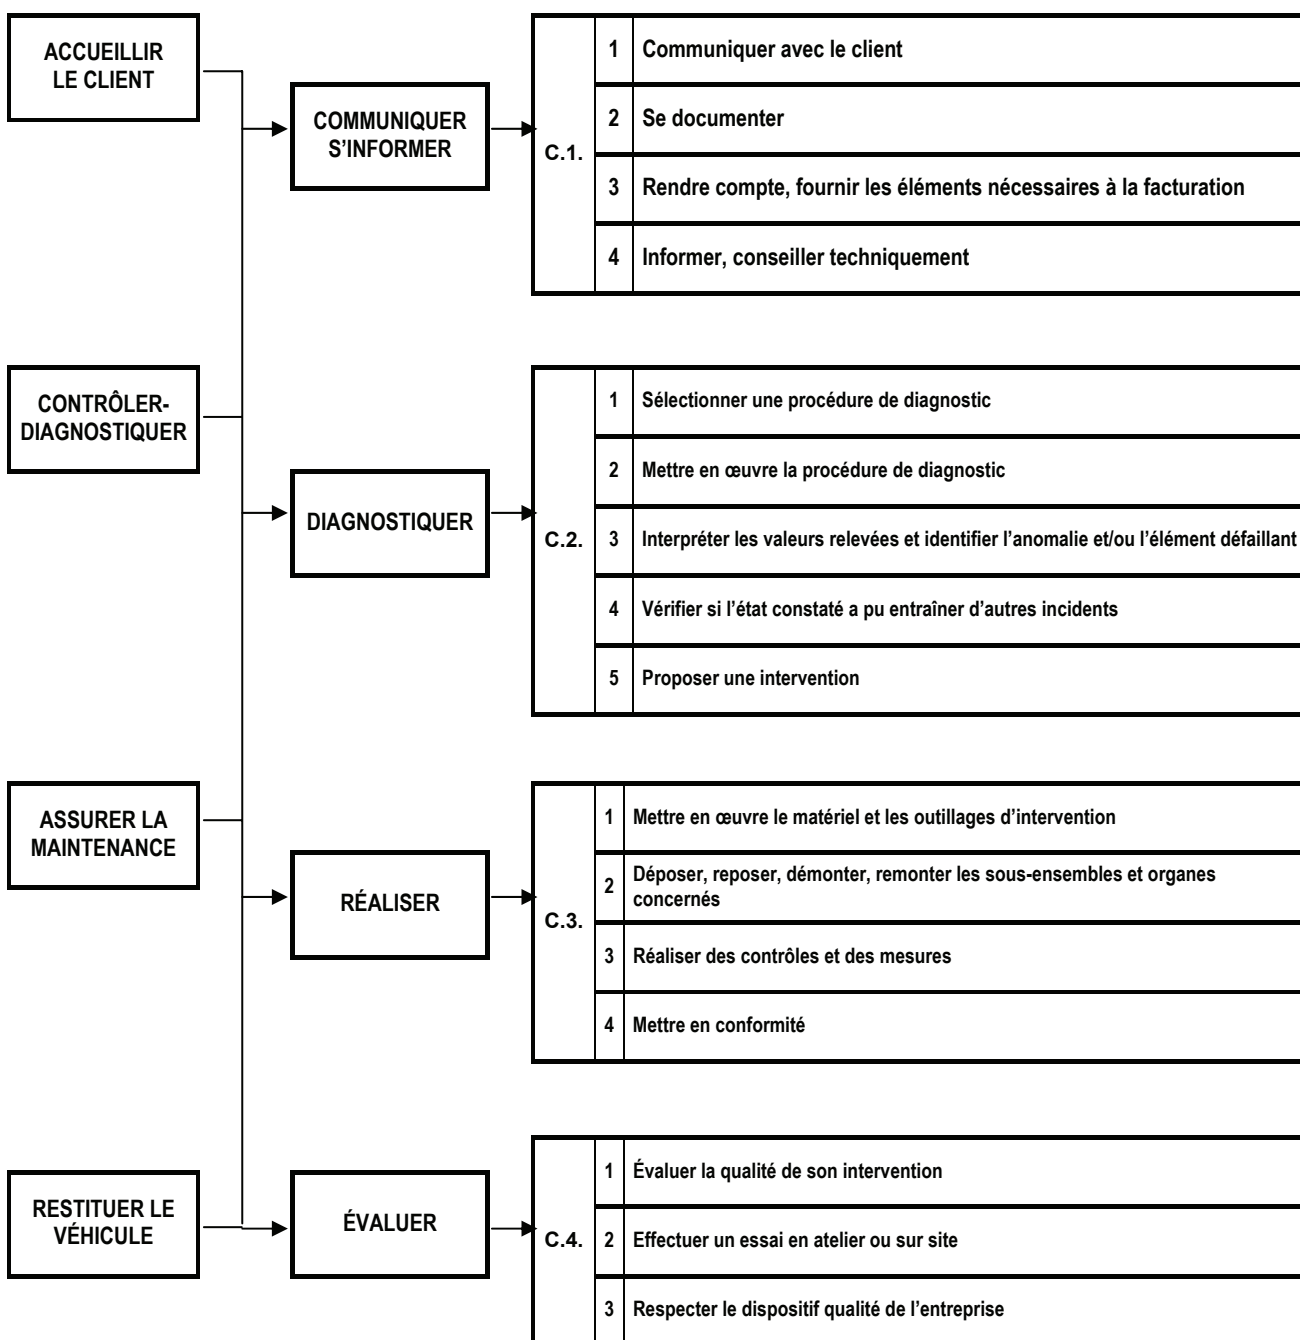 ACCUEILLIR
LE CLIENT
COMMUNIQUER
S'INFORMER
C.1.
1 Communiquer avec le client
2 Se documenter
3 Rendre compte, fournir les éléments nécessaires à la facturation
4 Informer, conseiller techniquement
CONTRÔLER-
DIAGNOSTIQUER
DIAGNOSTIQUER
C.2.
1 Sélectionner une procédure de diagnostic
2 Mettre en œuvre la procédure de diagnostic
3 Interpréter les valeurs relevées et identifier l'anomalie et/ou l'élément défaillant
4 Vérifier si l'état constaté a pu entraîner d'autres incidents
5 Proposer une intervention
ASSURER LA
MAINTENANCE
RÉALISER
C.3.
1 Mettre en œuvre le matériel et les outillages d'intervention
2 Déposer, reposer, démonter, remonter les sous-ensembles et organes
concernés
3 Réaliser des contrôles et des mesures
4 Mettre en conformité
RESTITUER LE
VÉHICULE
ÉVALUER
C.4.
1 Évaluer la qualité de son intervention
2 Effectuer un essai en atelier ou sur site
3 Respecter le dispositif qualité de l'entreprise